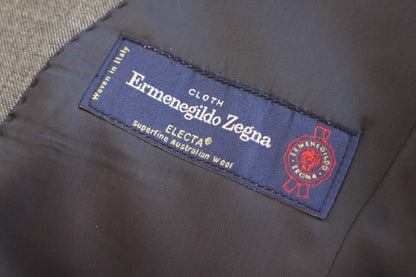 Woven in Italy
CLOTH
Ermenegildo Zegna
ELECTA®
Superfine Australian Wool
ERMENEGILDO
ZEGNA